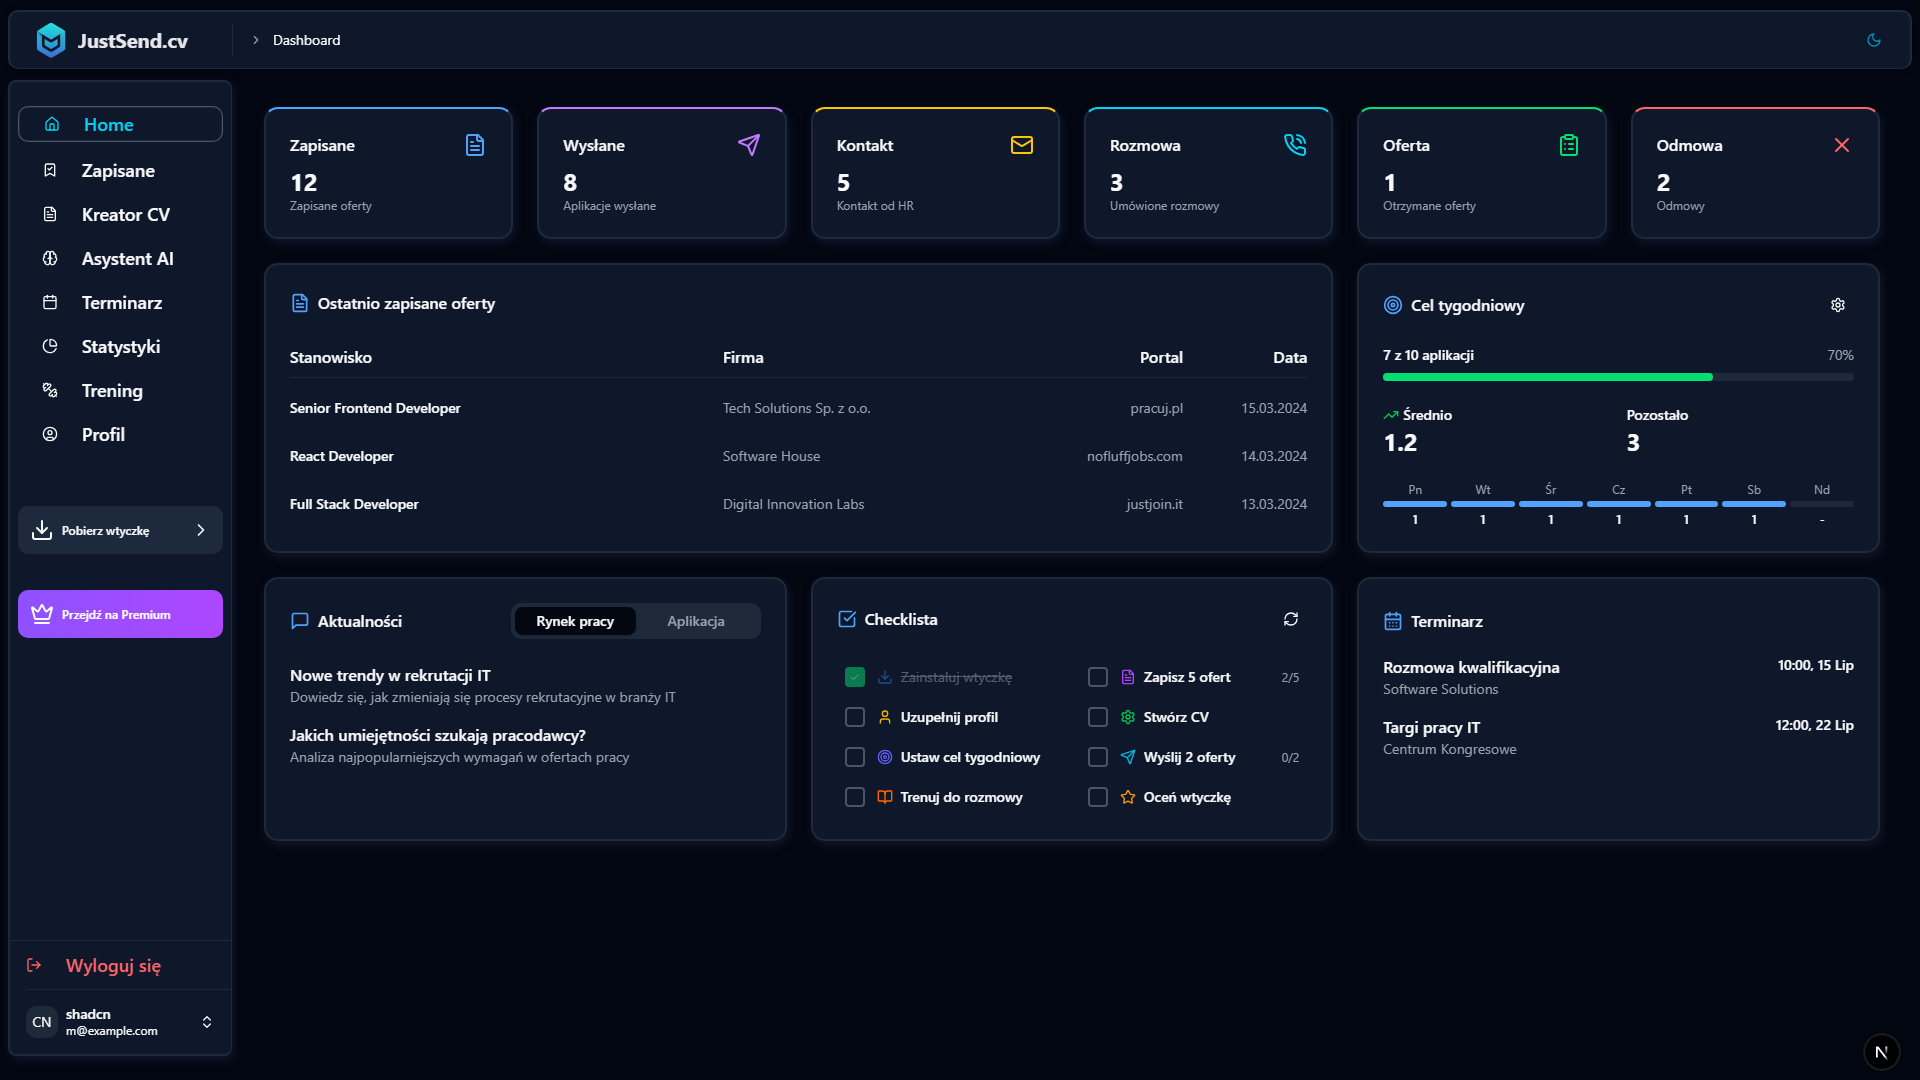 JustSend.cv
Dashboard
Home
Zapisane
Kreator CV
Asystent AI
Terminarz
Statystyki
Trening
Profil
Pobierz wtyczkę
Przejdź na Premium
Wyloguj się
CN
shadcn
m@example.com
Zapisane
12
Zapisane oferty
Wysłane
8
Aplikacje wysłane
Kontakt
5
Kontakt od HR
Rozmowa
3
Umówione rozmowy
Oferta
1
Otrzymane oferty
Odmowa
2
Odmowy
Ostatnio zapisane oferty
Stanowisko Firma Portal Data
Senior Frontend Developer Tech Solutions Sp. z o.o. pracuj.pl 15.03.2024
React Developer Software House nofluffjobs.com 14.03.2024
Full Stack Developer Digital Innovation Labs justjoin.it 13.03.2024
Cel tygodniowy
7 z 10 aplikacji 70%
Średnio Pozostało
1.2 3
Pn Wt Śr Cz Pt Sb Nd
1 1 1 1 1 1 -
Aktualności
Rynek pracy Aplikacja
Nowe trendy w rekrutacji IT
Dowiedz się, jak zmieniają się procesy rekrutacyjne w branży IT
Jakich umiejętności szukają pracodawcy?
Analiza najpopularniejszych wymagań w ofertach pracy
Checklista
Zainstaluj wtyczkę Zapisz 5 ofert 2/5
Uzupełnij profil Stwórz CV
Ustaw cel tygodniowy Wyślij 2 oferty 0/2
Trenuj do rozmowy Oceń wtyczkę
Terminarz
Rozmowa kwalifikacyjna 10:00, 15 Lip
Software Solutions
Targi pracy IT 12:00, 22 Lip
Centrum Kongresowe
N